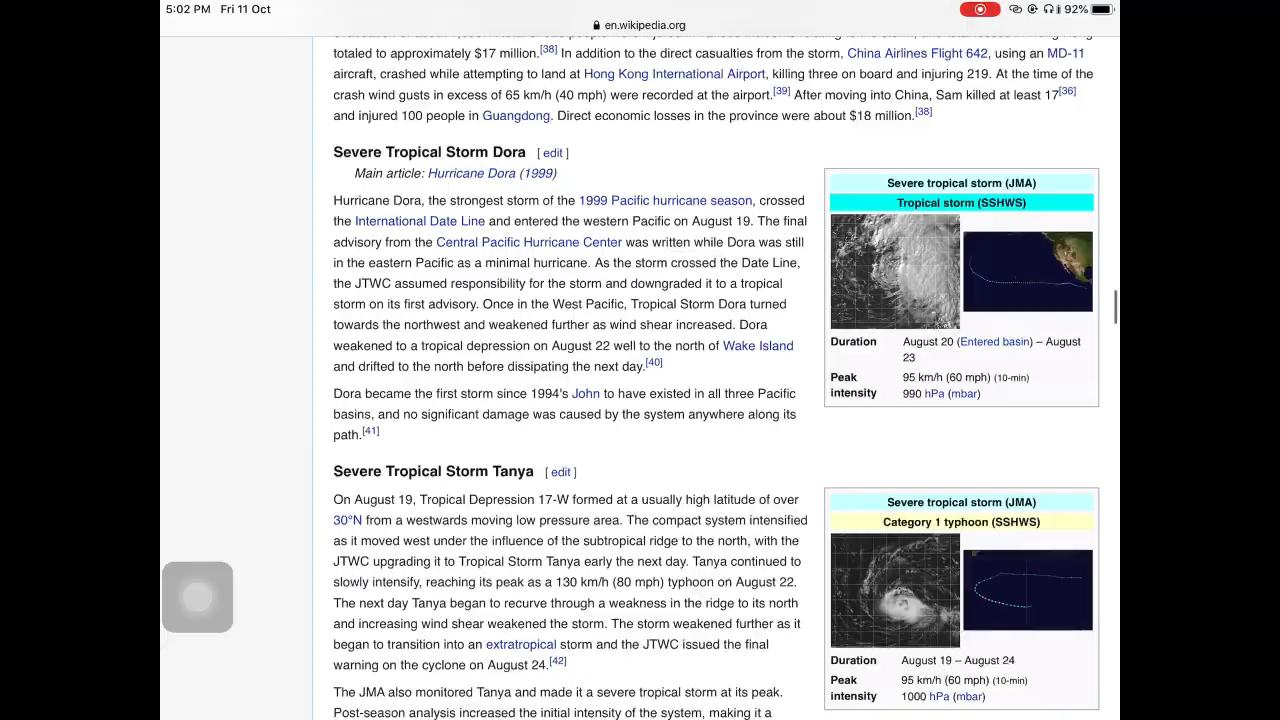 5:02 PM Fri 11 Oct
92%
en.wikipedia.org
totaled to approximately $17 million.[38] In addition to the direct casualties from the storm, China Airlines Flight 642, using an MD-11
aircraft, crashed while attempting to land at Hong Kong International Airport, killing three on board and injuring 219. At the time of the
crash wind gusts in excess of 65 km/h (40 mph) were recorded at the airport.[39] After moving into China, Sam killed at least 17[36]
and injured 100 people in Guangdong. Direct economic losses in the province were about $18 million.[38]
Severe Tropical Storm Dora [ edit ]
Main article: Hurricane Dora (1999)
Hurricane Dora, the strongest storm of the 1999 Pacific hurricane season, crossed
the International Date Line and entered the western Pacific on August 19. The final
advisory from the Central Pacific Hurricane Center was written while Dora was still
in the eastern Pacific as a minimal hurricane. As the storm crossed the Date Line,
the JTWC assumed responsibility for the storm and downgraded it to a tropical
storm on its first advisory. Once in the West Pacific, Tropical Storm Dora turned
towards the northwest and weakened further as wind shear increased. Dora
weakened to a tropical depression on August 22 well to the north of Wake Island
and drifted to the north before dissipating the next day.[40]
Dora became the first storm since 1994's John to have existed in all three Pacific
basins, and no significant damage was caused by the system anywhere along its
path.[41]
Severe tropical storm (JMA)
Tropical storm (SSHWS)
Duration August 20 (Entered basin) – August
23
Peak 95 km/h (60 mph) (10-min)
intensity 990 hPa (mbar)
Severe Tropical Storm Tanya [ edit ]
On August 19, Tropical Depression 17-W formed at a usually high latitude of over
30°N from a westwards moving low pressure area. The compact system intensified
as it moved west under the influence of the subtropical ridge to the north, with the
JTWC upgrading it to Tropical Storm Tanya early the next day. Tanya continued to
slowly intensify, reaching its peak as a 130 km/h (80 mph) typhoon on August 22.
The next day Tanya began to recurve through a weakness in the ridge to its north
and increasing wind shear weakened the storm. The storm weakened further as it
began to transition into an extratropical storm and the JTWC issued the final
warning on the cyclone on August 24.[42]
The JMA also monitored Tanya and made it a severe tropical storm at its peak.
Post-season analysis increased the initial intensity of the system, making it a
Severe tropical storm (JMA)
Category 1 typhoon (SSHWS)
Duration August 19 – August 24
Peak 95 km/h (60 mph) (10-min)
intensity 1000 hPa (mbar)